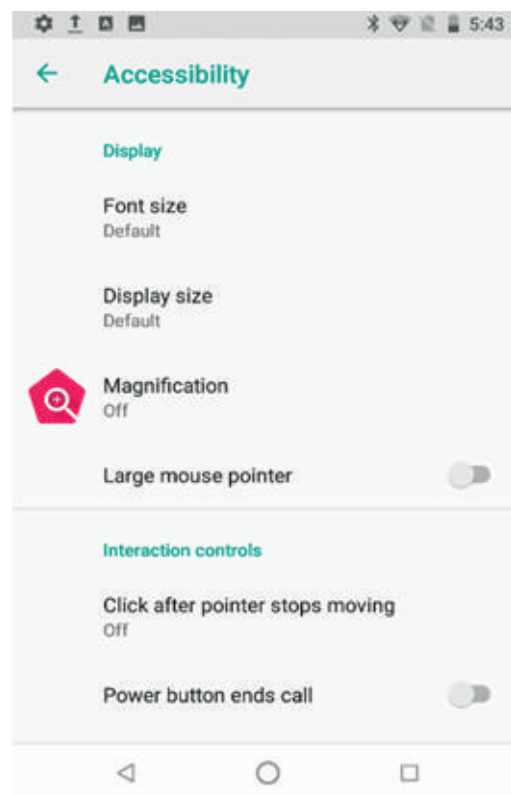 5:43
Accessibility
Display
Font size
Default
Display size
Default
Magnification
Off
Large mouse pointer
Interaction controls
Click after pointer stops moving
Off
Power button ends call